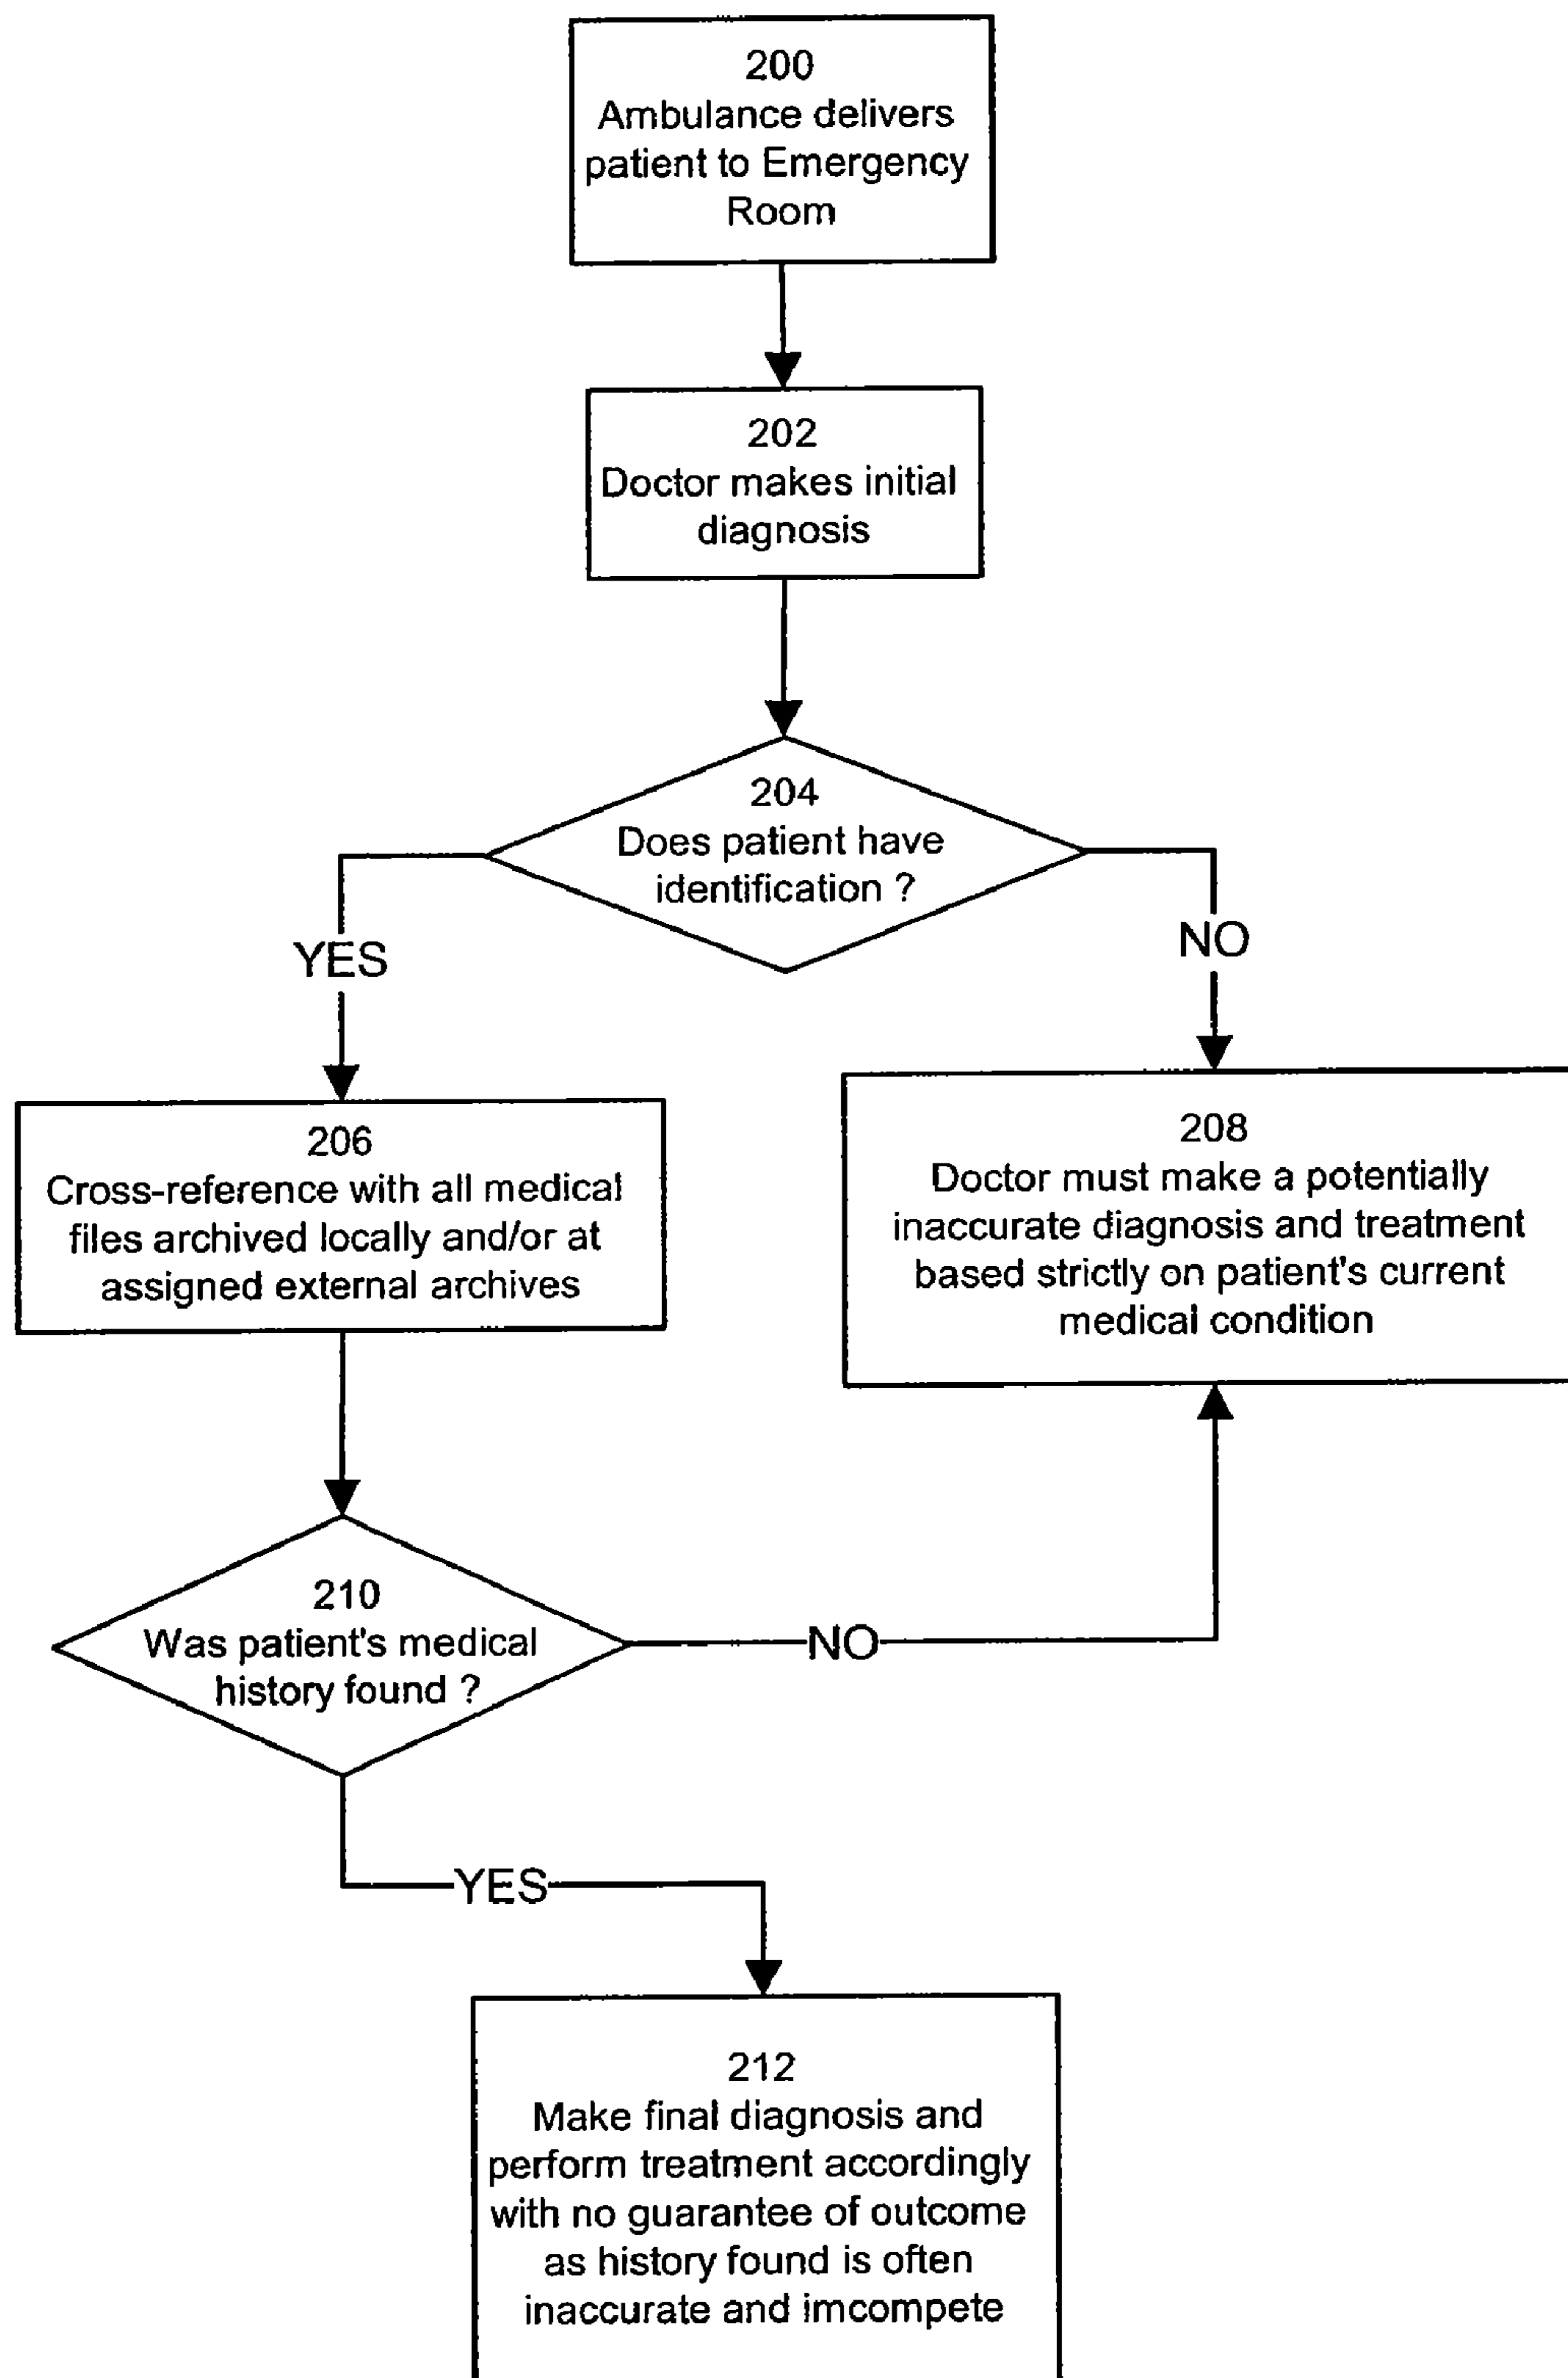 200
Ambulance delivers
patient to Emergency
Room
202
Doctor makes initial
diagnosis
204
Does patient have
identification ?
YES
NO
206
Cross-reference with all medical
files archived locally and/or at
assigned external archives
208
Doctor must make a potentially
inaccurate diagnosis and treatment
based strictly on patient's current
medical condition
210
Was patient's medical
history found ?
NO
YES
212
Make final diagnosis and
perform treatment accordingly
with no guarantee of outcome
as history found is often
inaccurate and imcompete